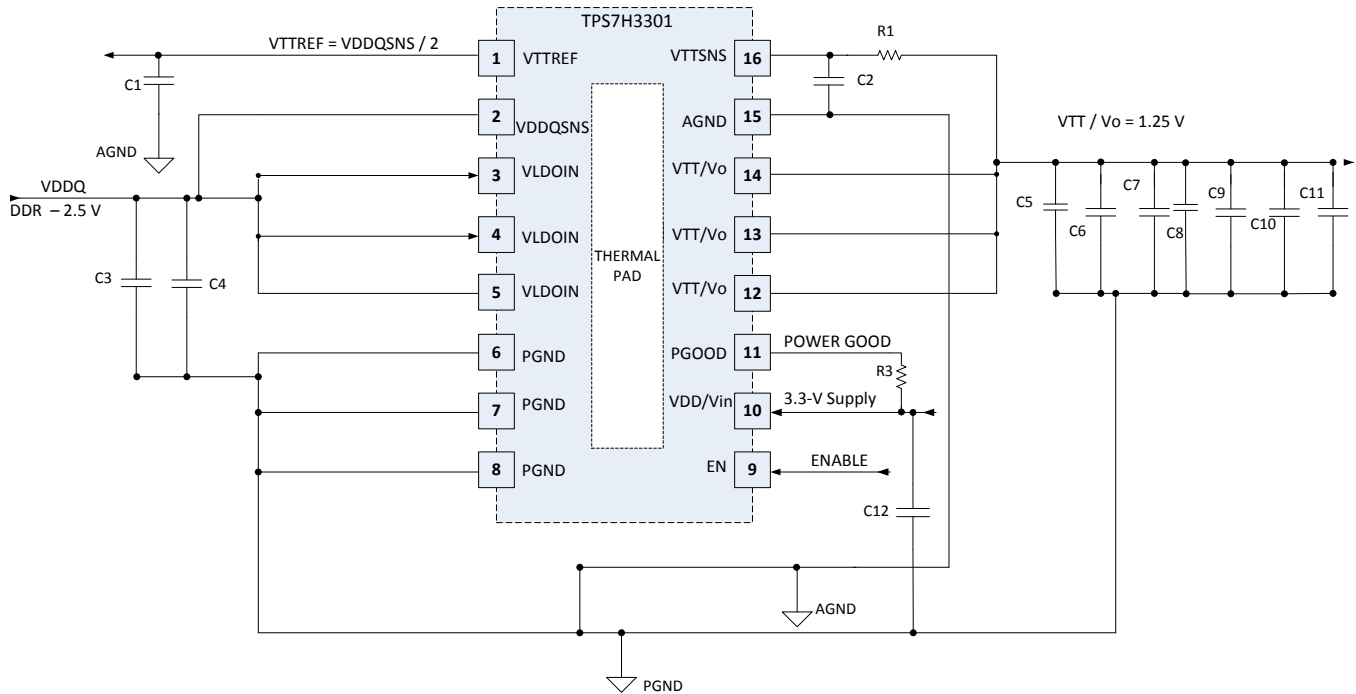 TPS7H3301
VTTREF = VDDQSNS / 2
1
VTTREF
VTTSNS
16
R1
C1
C2
AGND
2
VDDQSNS
AGND
15
VTT / Vo = 1.25 V
VDDQ
DDR – 2.5 V
3
VLDOIN
VTT/Vo
14
C5
C6
C7
C8
C9
C10
C11
4
VLDOIN
VTT/Vo
13
THERMAL
PAD
C3
C4
5
VLDOIN
VTT/Vo
12
6
PGND
PGOOD
11
POWER GOOD
R3
7
PGND
VDD/Vin
10
3.3-V Supply
8
PGND
EN
9
ENABLE
C12
AGND
PGND